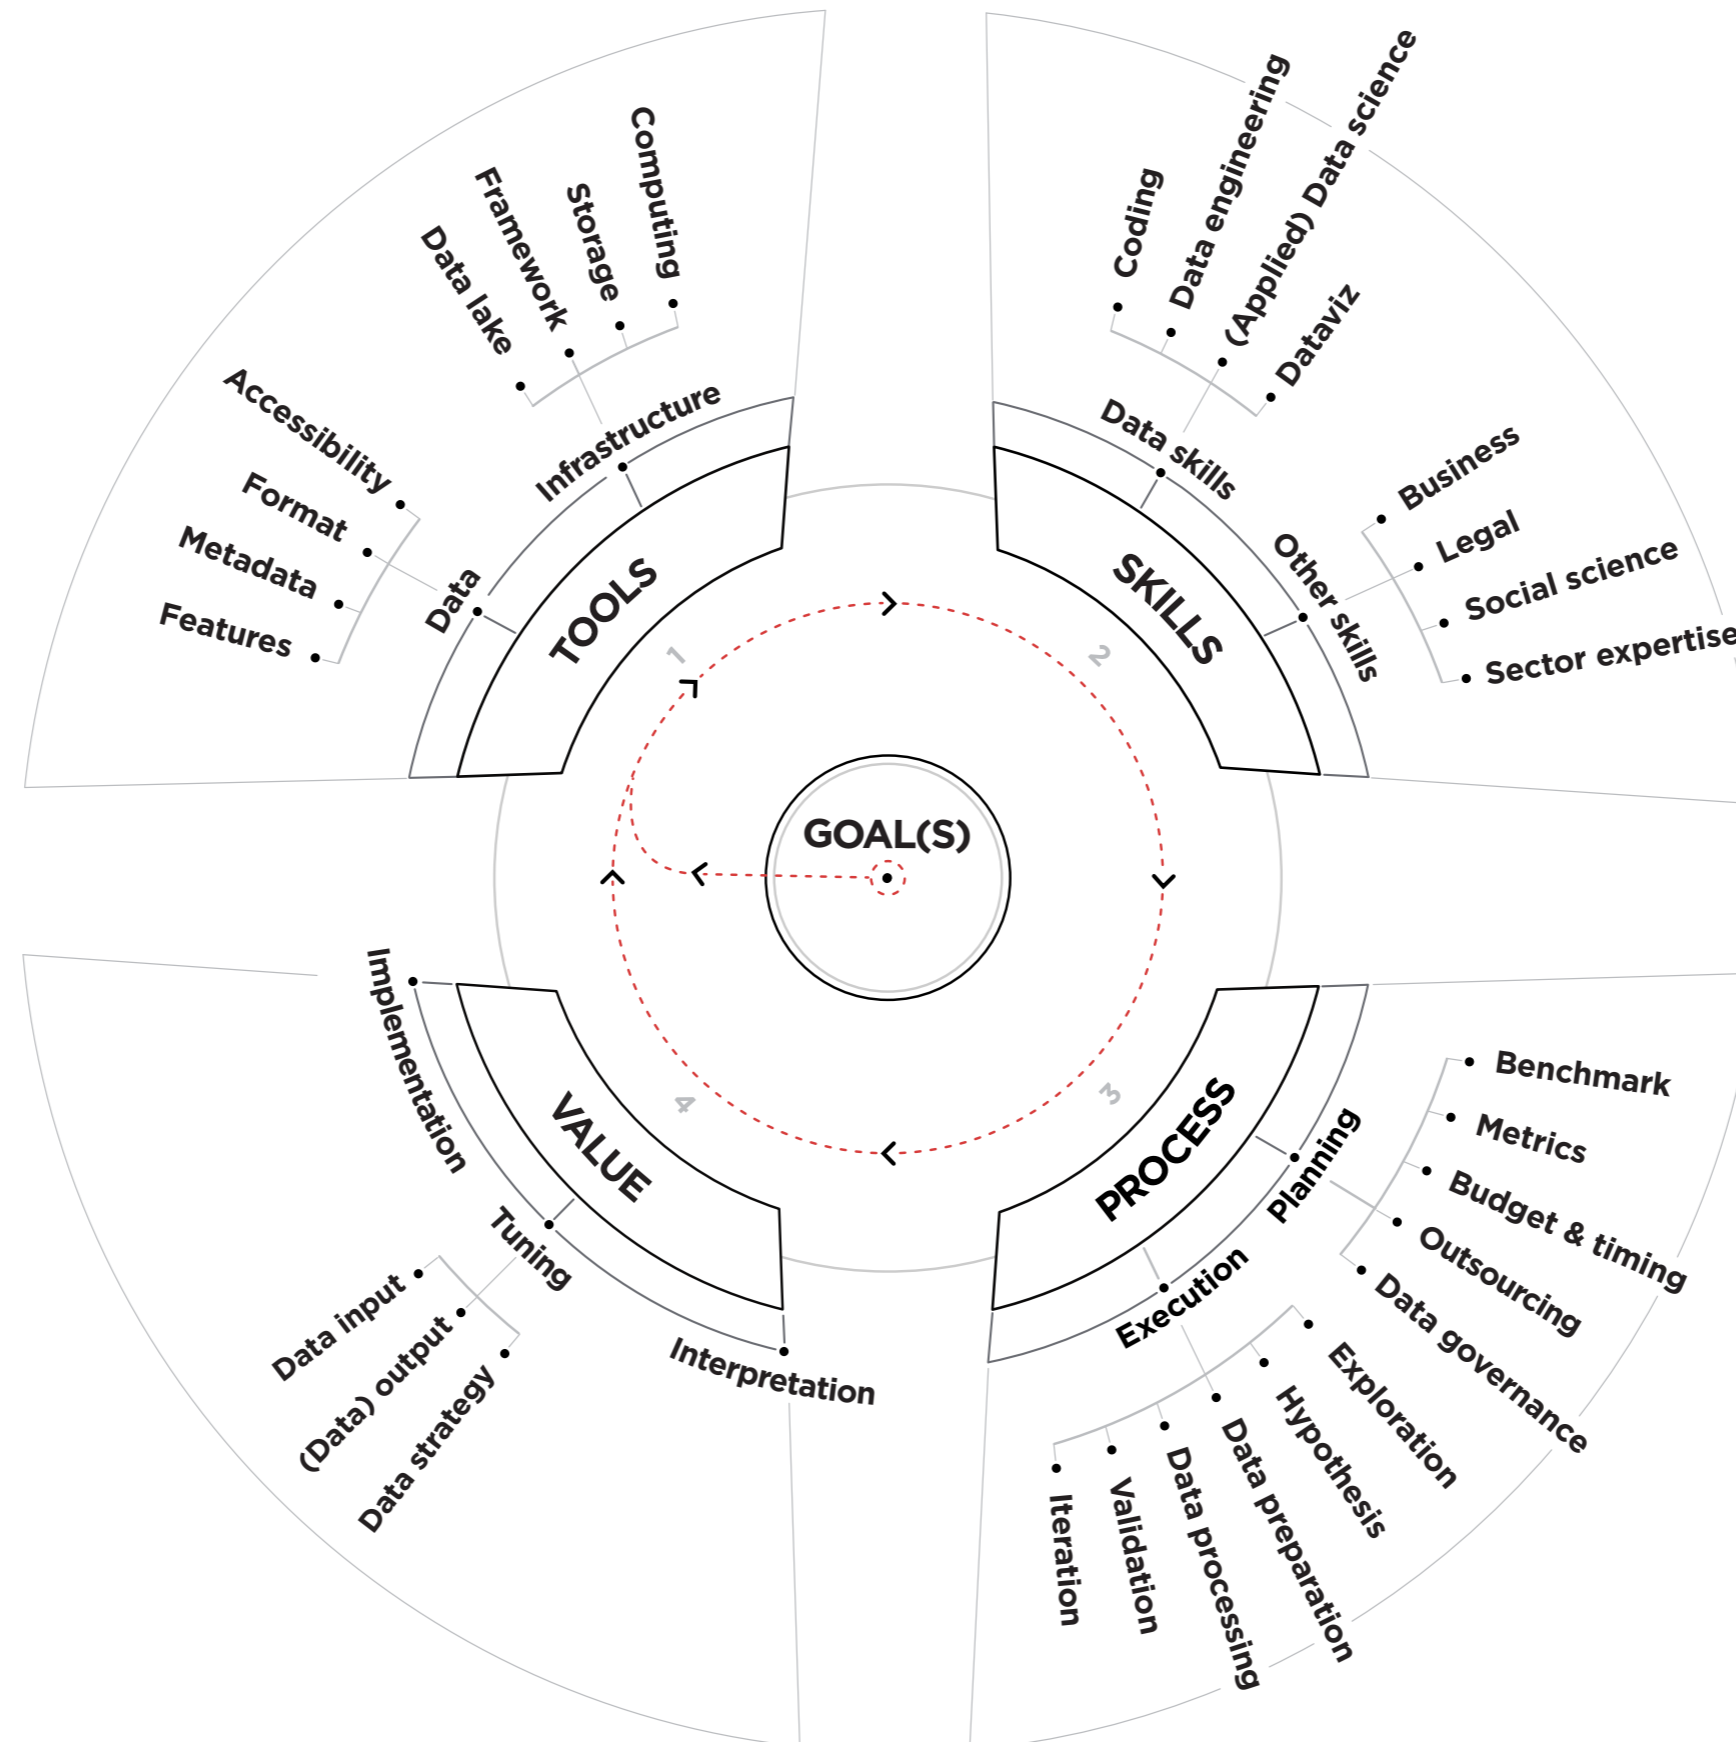 GOAL(S)
1
TOOLS
Data
Features
Metadata
Format
Accessibility
Infrastructure
Data lake
Framework
Storage
Computing
2
SKILLS
Data skills
Coding
Data engineering
(Applied) Data science
Dataviz
Other skills
Business
Legal
Social science
Sector expertise
3
PROCESS
Planning
Benchmark
Metrics
Budget & timing
Outsourcing
Data governance
Execution
Exploration
Hypothesis
Data preparation
Data processing
Validation
Iteration
4
VALUE
Interpretation
Tuning
Data input
(Data) output
Data strategy
Implementation